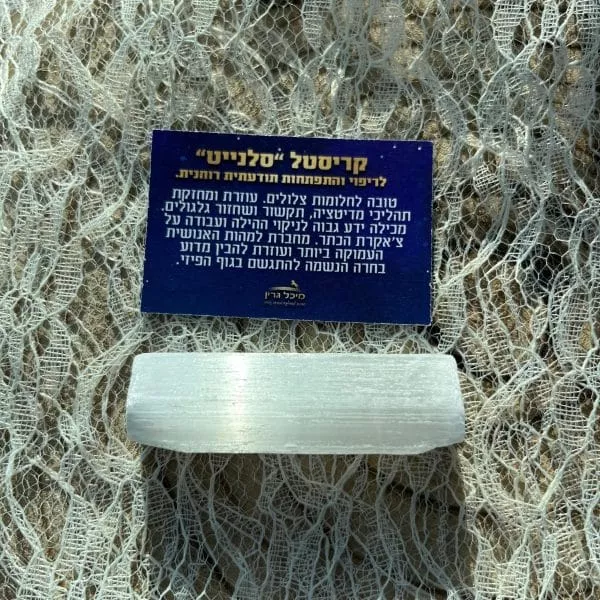 קריסטל "סלנייט"
לריפוי והתפתחות תודעתית רוחנית.
טובה לחלומות צלולים. עוזרת ומחזקת
תהליכי מדיטציה, תקשור ושחזור גלגולים.
מכילה ידע גבוה לניקוי ההילה ועבודה על
צ'אקרת הכתר. מחברת למהות האנושית
העמוקה ביותר ועוזרת להבין מדוע
בחרה הנשמה להתגשם בגוף הפיזי.
מיכל גרין